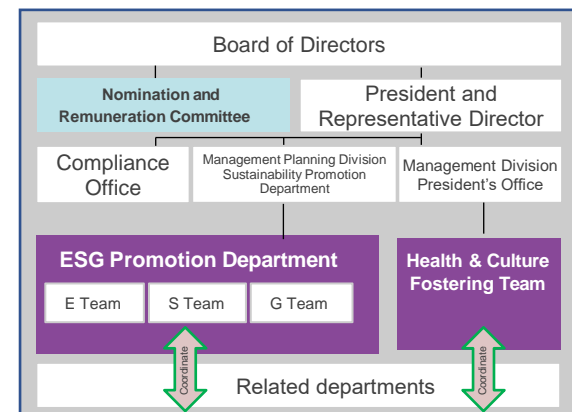 Board of Directors
Nomination and
Remuneration Committee
President and
Representative Director
Compliance
Office
Management Planning Division
Sustainability Promotion
Department
Management Division
President's Office
ESG Promotion Department
E Team
S Team
G Team
Health & Culture
Fostering Team
Coordinate
Coordinate
Related departments